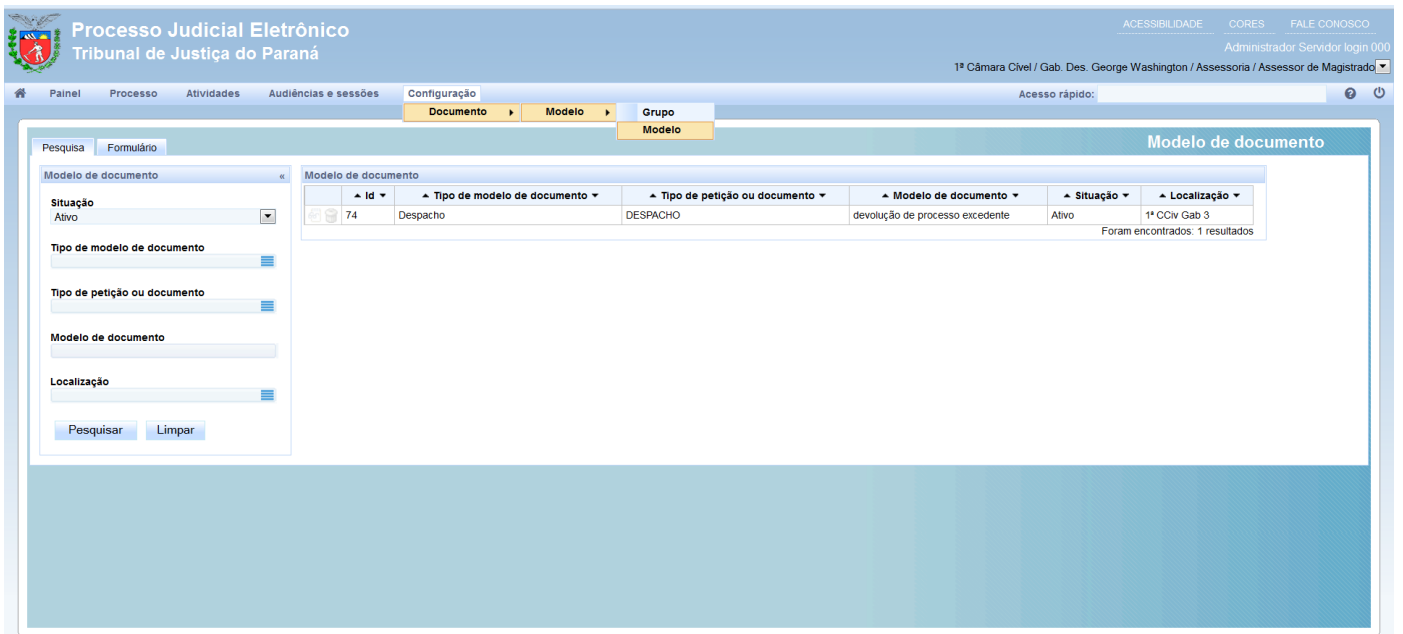 Processo Judicial Eletrônico
Tribunal de Justiça do Paraná
ACESSIBILIDADE CORES FALE CONOSCO
Administrador Servidor login 000
1ª Câmara Cível / Gab. Des. George Washington / Assessoria / Assessor de Magistrado
Painel Processo Atividades Audiências e sessões Configuração Acesso rápido:
Documento Modelo Grupo
Modelo
Pesquisa Formulário Modelo de documento
Modelo de documento «
Situação
Ativo
Tipo de modelo de documento
Tipo de petição ou documento
Modelo de documento
Localização
Pesquisar Limpar
Modelo de documento
Id Tipo de modelo de documento Tipo de petição ou documento Modelo de documento Situação Localização
74 Despacho DESPACHO devolução de processo excedente Ativo 1ª CCiv Gab 3
Foram encontrados: 1 resultados